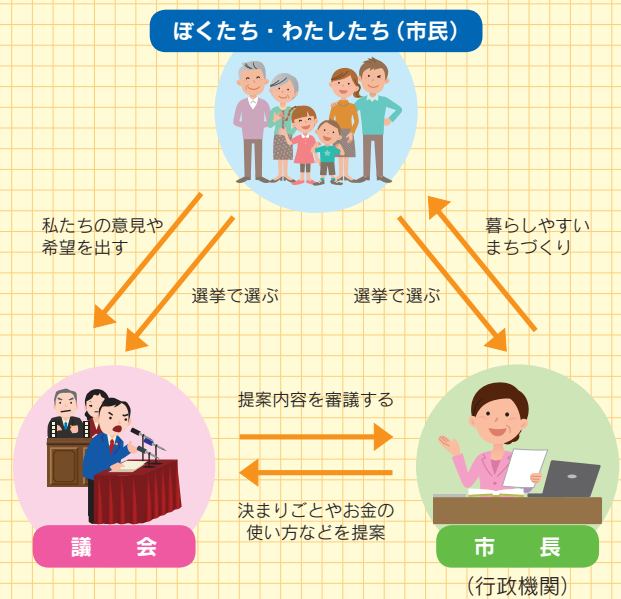 ぼくたち・わたしたち（市民）
私たちの意見や
希望を出す
選挙で選ぶ
選挙で選ぶ
暮らしやすい
まちづくり
提案内容を審議する
決まりごとやお金の
使い方などを提案
議　会
市　長
（行政機関）